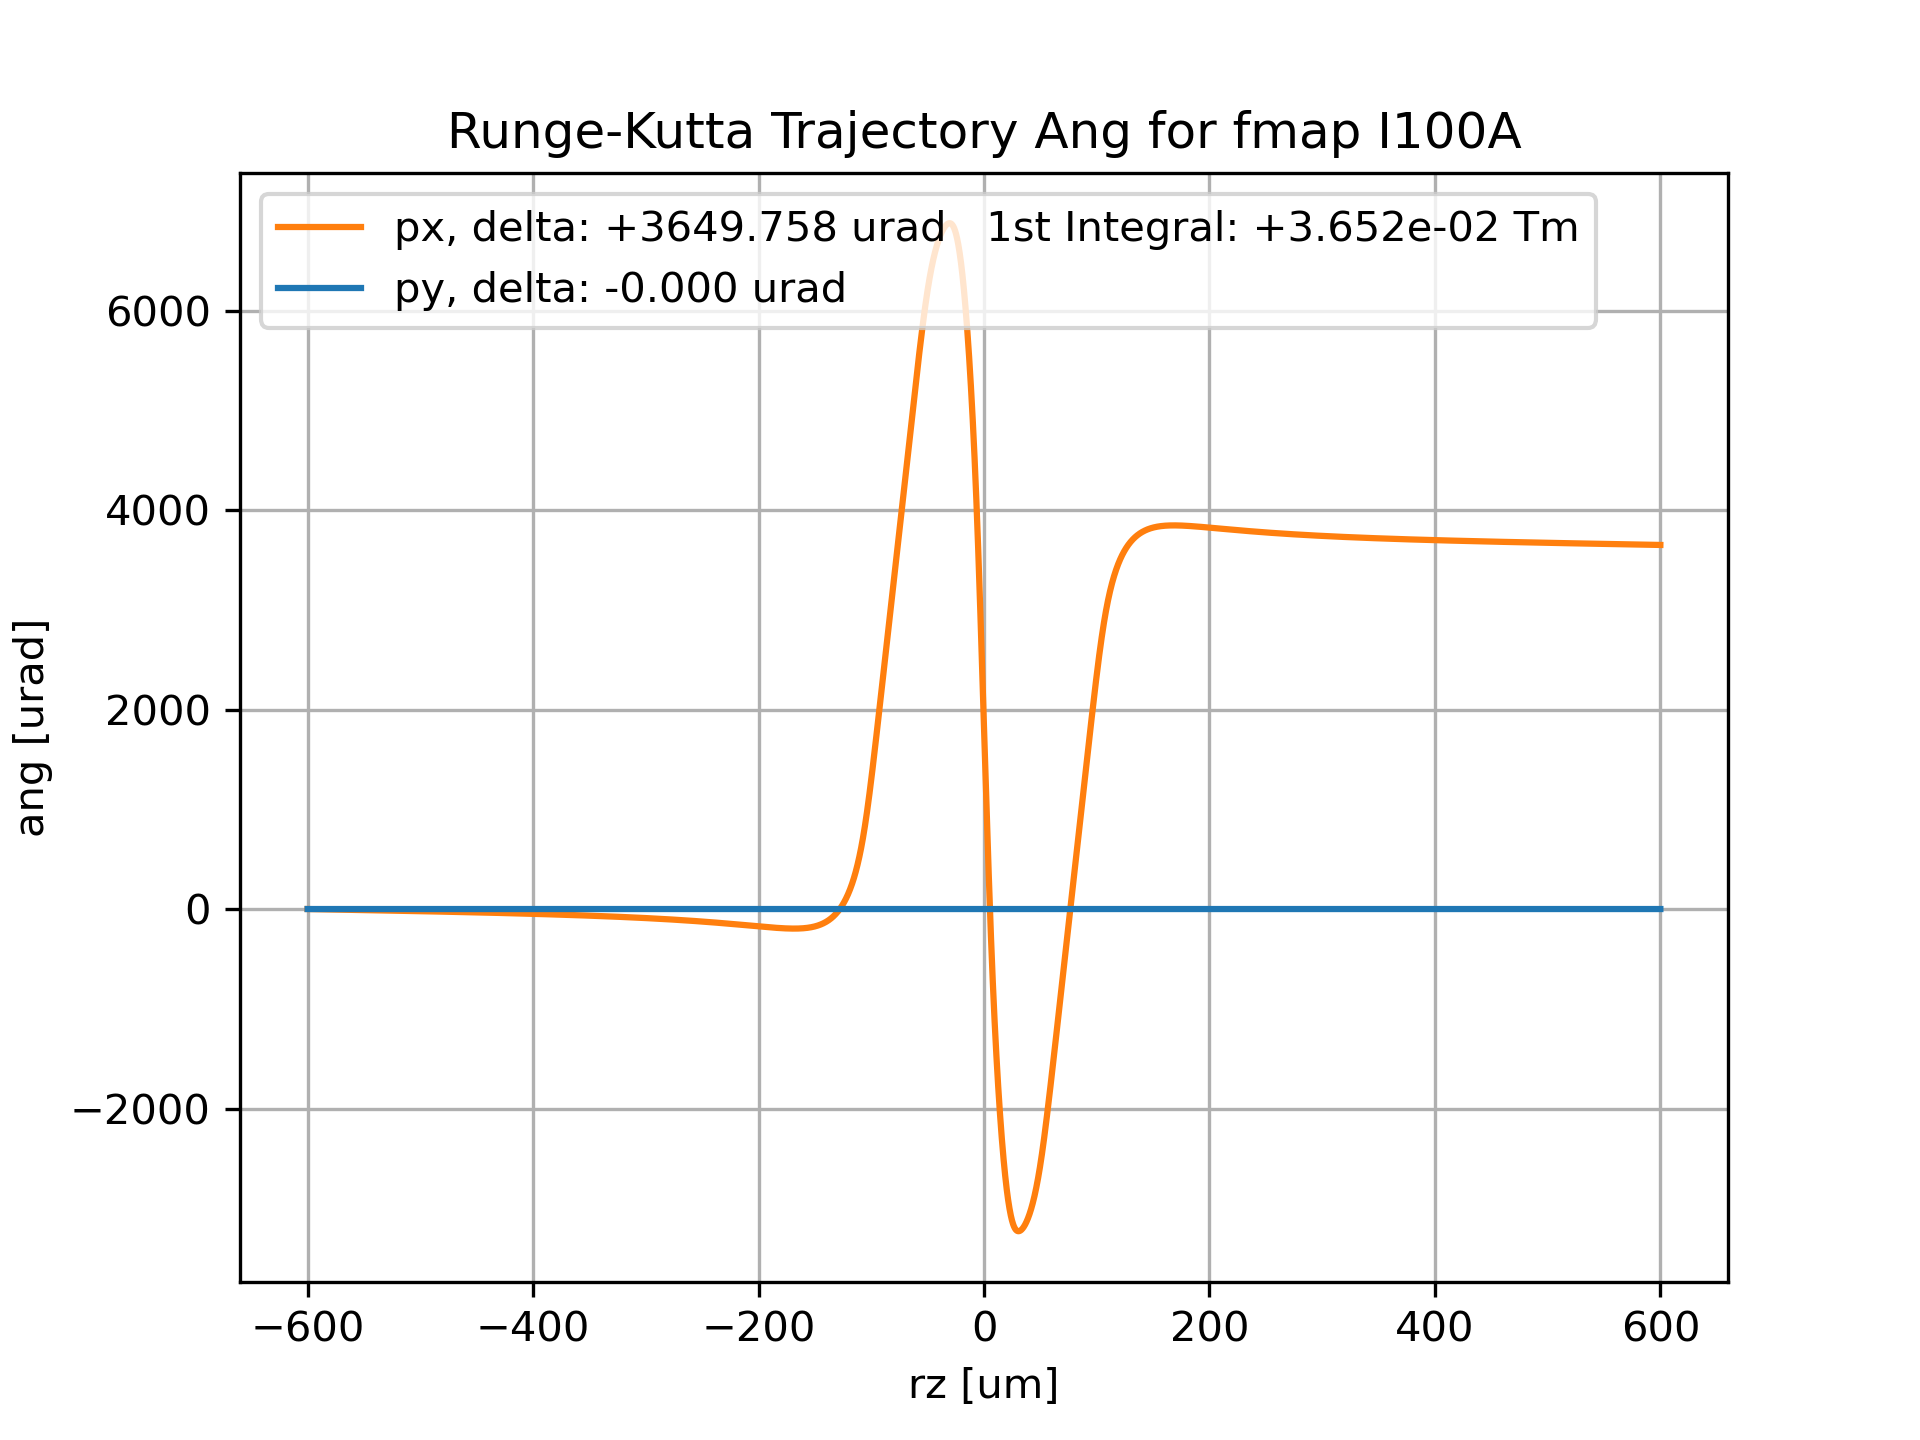 Runge-Kutta Trajectory Ang for fmap I100A
px, delta: +3649.758 urad   1st Integral: +3.652e-02 Tm
py, delta: -0.000 urad
6000
4000
2000
0
−2000
ang [urad]
−600 −400 −200 0 200 400 600
rz [um]